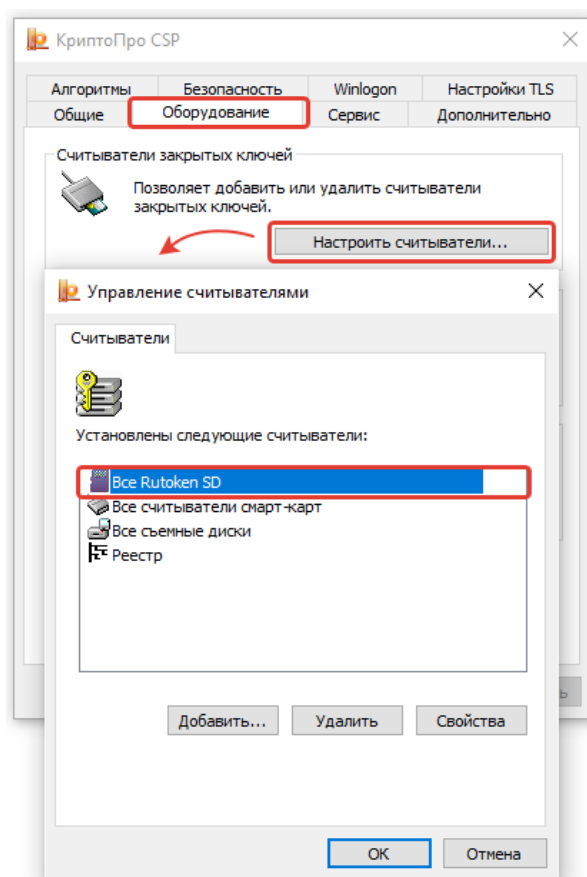 КриптоПро CSP
Алгоритмы Безопасность Winlogon Настройки TLS
Общие Оборудование Сервис Дополнительно
Считыватели закрытых ключей
Позволяет добавить или удалить считыватели
закрытых ключей.
Настроить считыватели...
Управление считывателями
Считыватели
Установлены следующие считыватели:
Все Rutoken SD
Все считыватели смарт-карт
Все съемные диски
Реестр
ь
Добавить... Удалить Свойства
ОК Отмена